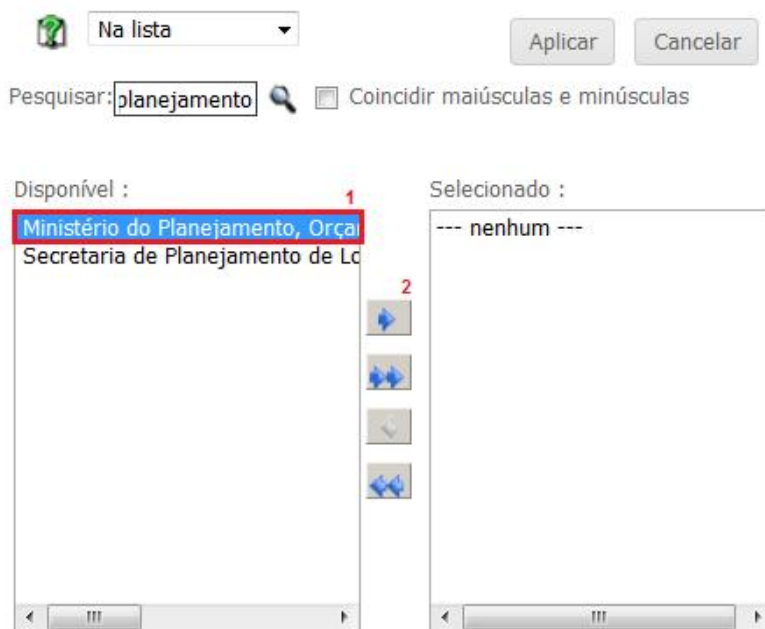 Na lista
Aplicar
Cancelar
Pesquisar:
planejamento
Coincidir maiúsculas e minúsculas
Disponível :
1
Selecionado :
Ministério do Planejamento, Orça
--- nenhum ---
Secretaria de Planejamento de Lo
2